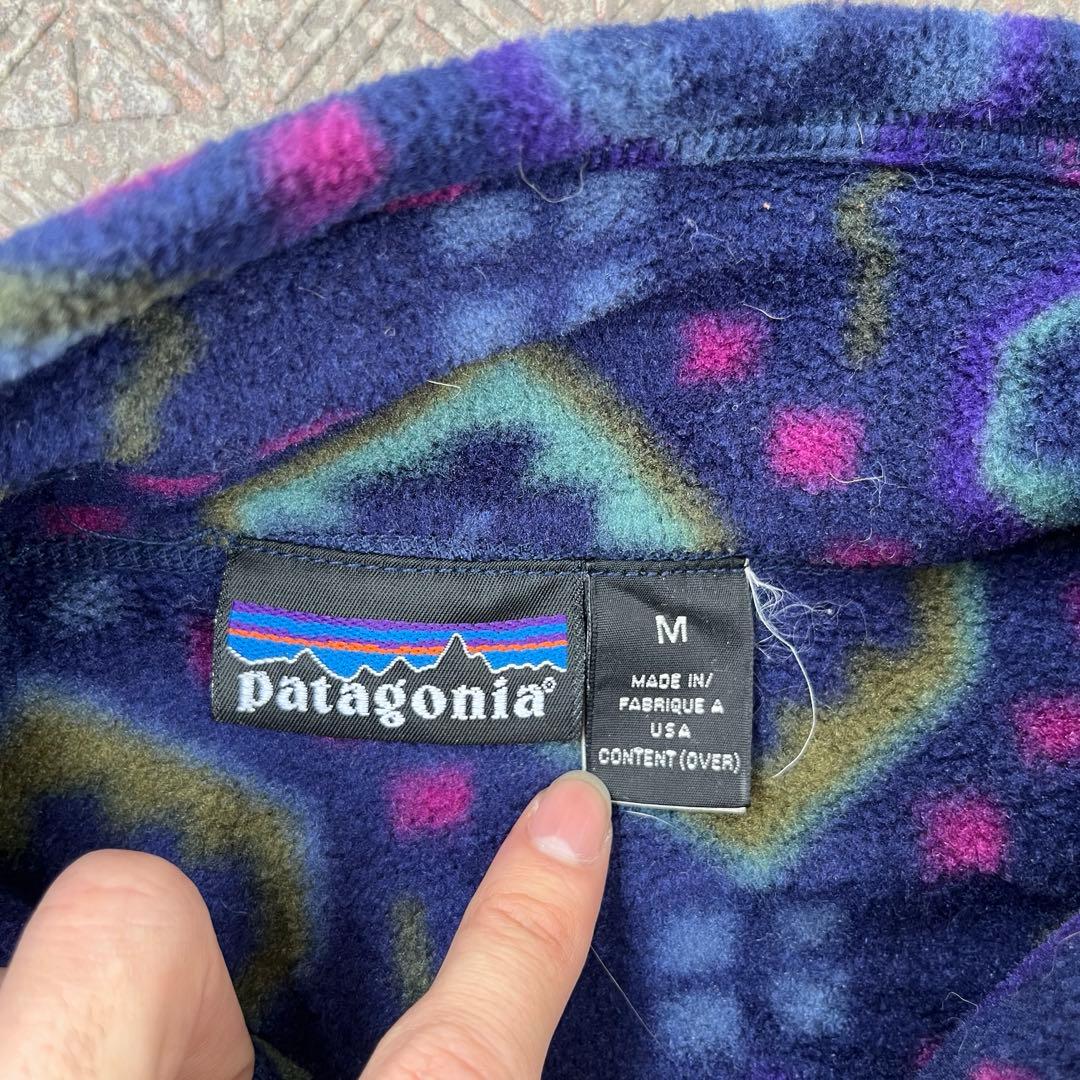 patagonia®
M
MADE IN/
FABRIQUE A
USA
CONTENT (OVER)